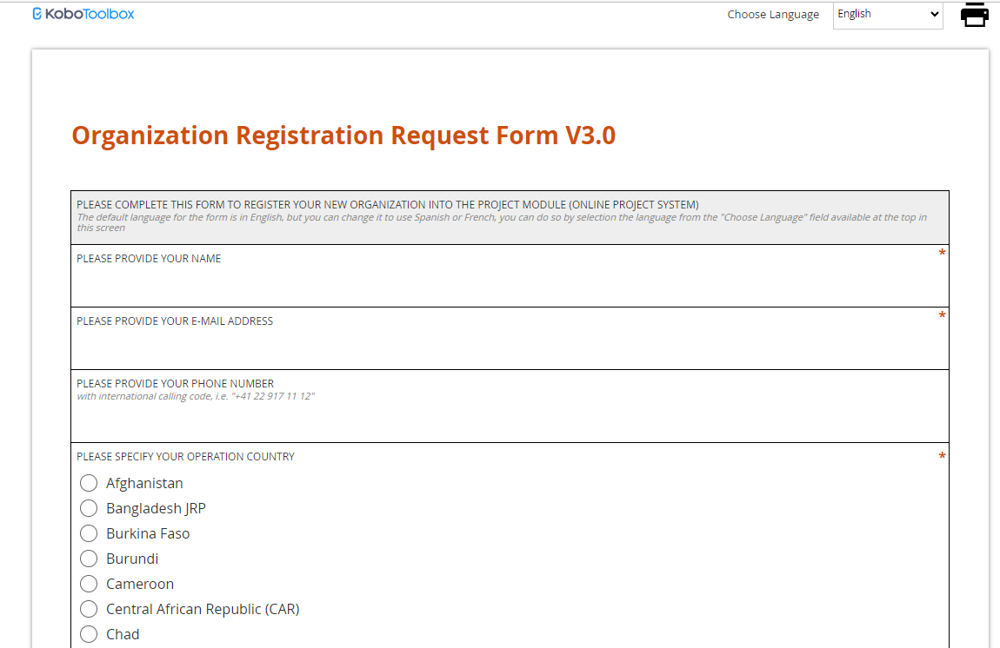 KoboToolbox
Choose Language
English
Organization Registration Request Form V3.0
PLEASE COMPLETE THIS FORM TO REGISTER YOUR NEW ORGANIZATION INTO THE PROJECT MODULE (ONLINE PROJECT SYSTEM)
The default language for the form is in English, but you can change it to use Spanish or French, you can do so by selection the language from the "Choose Language" field available at the top in
this screen
PLEASE PROVIDE YOUR NAME
*
PLEASE PROVIDE YOUR E-MAIL ADDRESS
*
PLEASE PROVIDE YOUR PHONE NUMBER
with international calling code, i.e. "+41 22 917 11 12"
PLEASE SPECIFY YOUR OPERATION COUNTRY
*
Afghanistan
Bangladesh JRP
Burkina Faso
Burundi
Cameroon
Central African Republic (CAR)
Chad